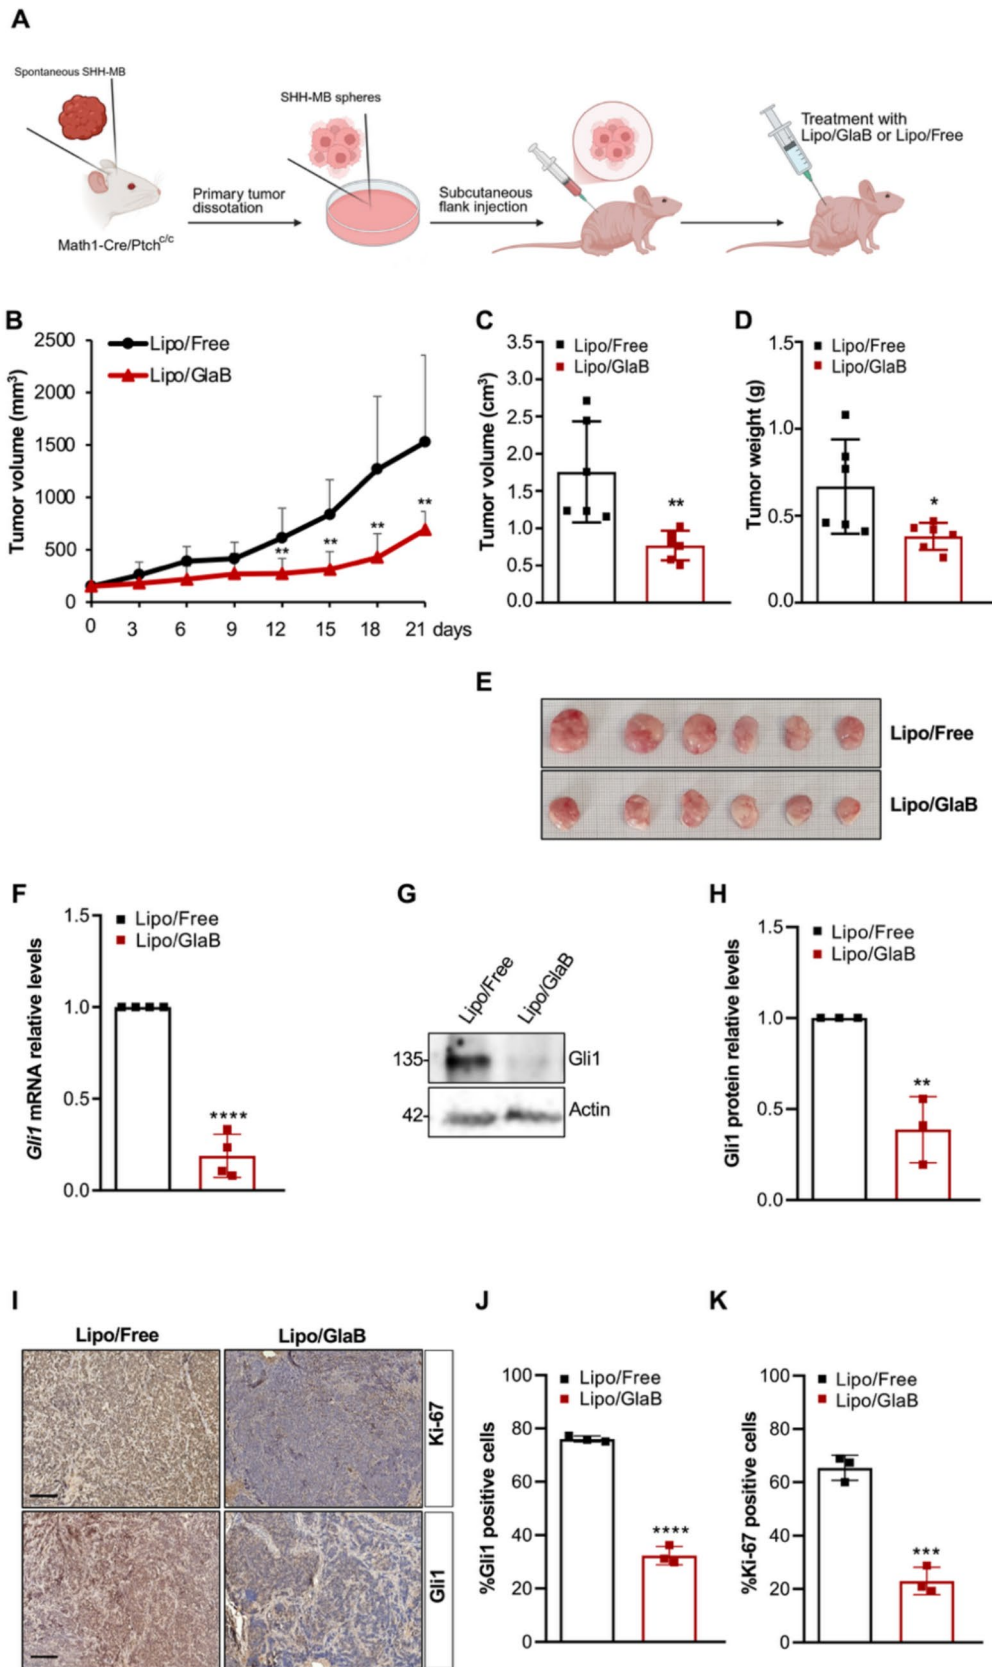 A
Spontaneous SHH-MB
SHH-MB spheres
Treatment with
Lipo/GlaB or Lipo/Free
Primary tumor
dissotation
Subcutaneous
flank injection
Math1-Cre/Ptch^c/c
B
Tumor volume (mm³)
2500
2000
1500
1000
500
0
Lipo/Free
Lipo/GlaB
**
**
**
**
0 3 6 9 12 15 18 21 days
C
Tumor volume (cm³)
3.5
3.0
2.5
2.0
1.5
1.0
0.5
0.0
Lipo/Free
Lipo/GlaB
**
D
Tumor weight (g)
1.5
1.0
0.5
0.0
Lipo/Free
Lipo/GlaB
*
E
Lipo/Free
Lipo/GlaB
F
Gli1 mRNA relative levels
1.5
1.0
0.5
0.0
Lipo/Free
Lipo/GlaB
****
G
Lipo/Free
Lipo/GlaB
135
Gli1
42
Actin
H
Gli1 protein relative levels
1.5
1.0
0.5
0.0
Lipo/Free
Lipo/GlaB
**
I
Lipo/Free
Lipo/GlaB
Ki-67
Gli1
J
%Gli1 positive cells
100
80
60
40
20
0
Lipo/Free
Lipo/GlaB
****
K
%Ki-67 positive cells
100
80
60
40
20
0
Lipo/Free
Lipo/GlaB
***